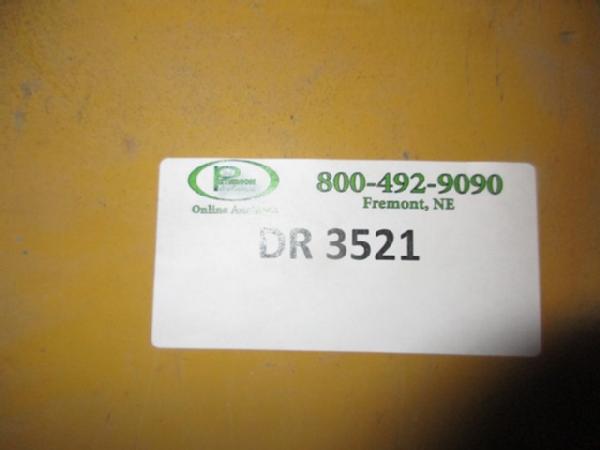 800-492-9090
Fremont, NE
Online Auctions
DR 3521